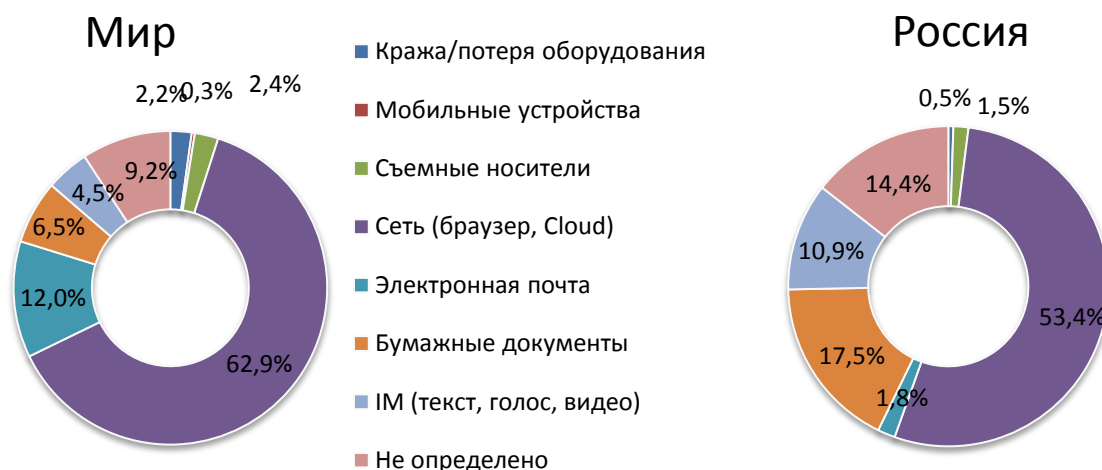 Мир
2,2%
0,3%
2,4%
9,2%
4,5%
6,5%
12,0%
62,9%
Кража/потеря оборудования
Мобильные устройства
Съемные носители
Сеть (браузер, Cloud)
Электронная почта
Бумажные документы
IM (текст, голос, видео)
Не определено
Россия
0,5%
1,5%
14,4%
10,9%
53,4%
17,5%
1,8%